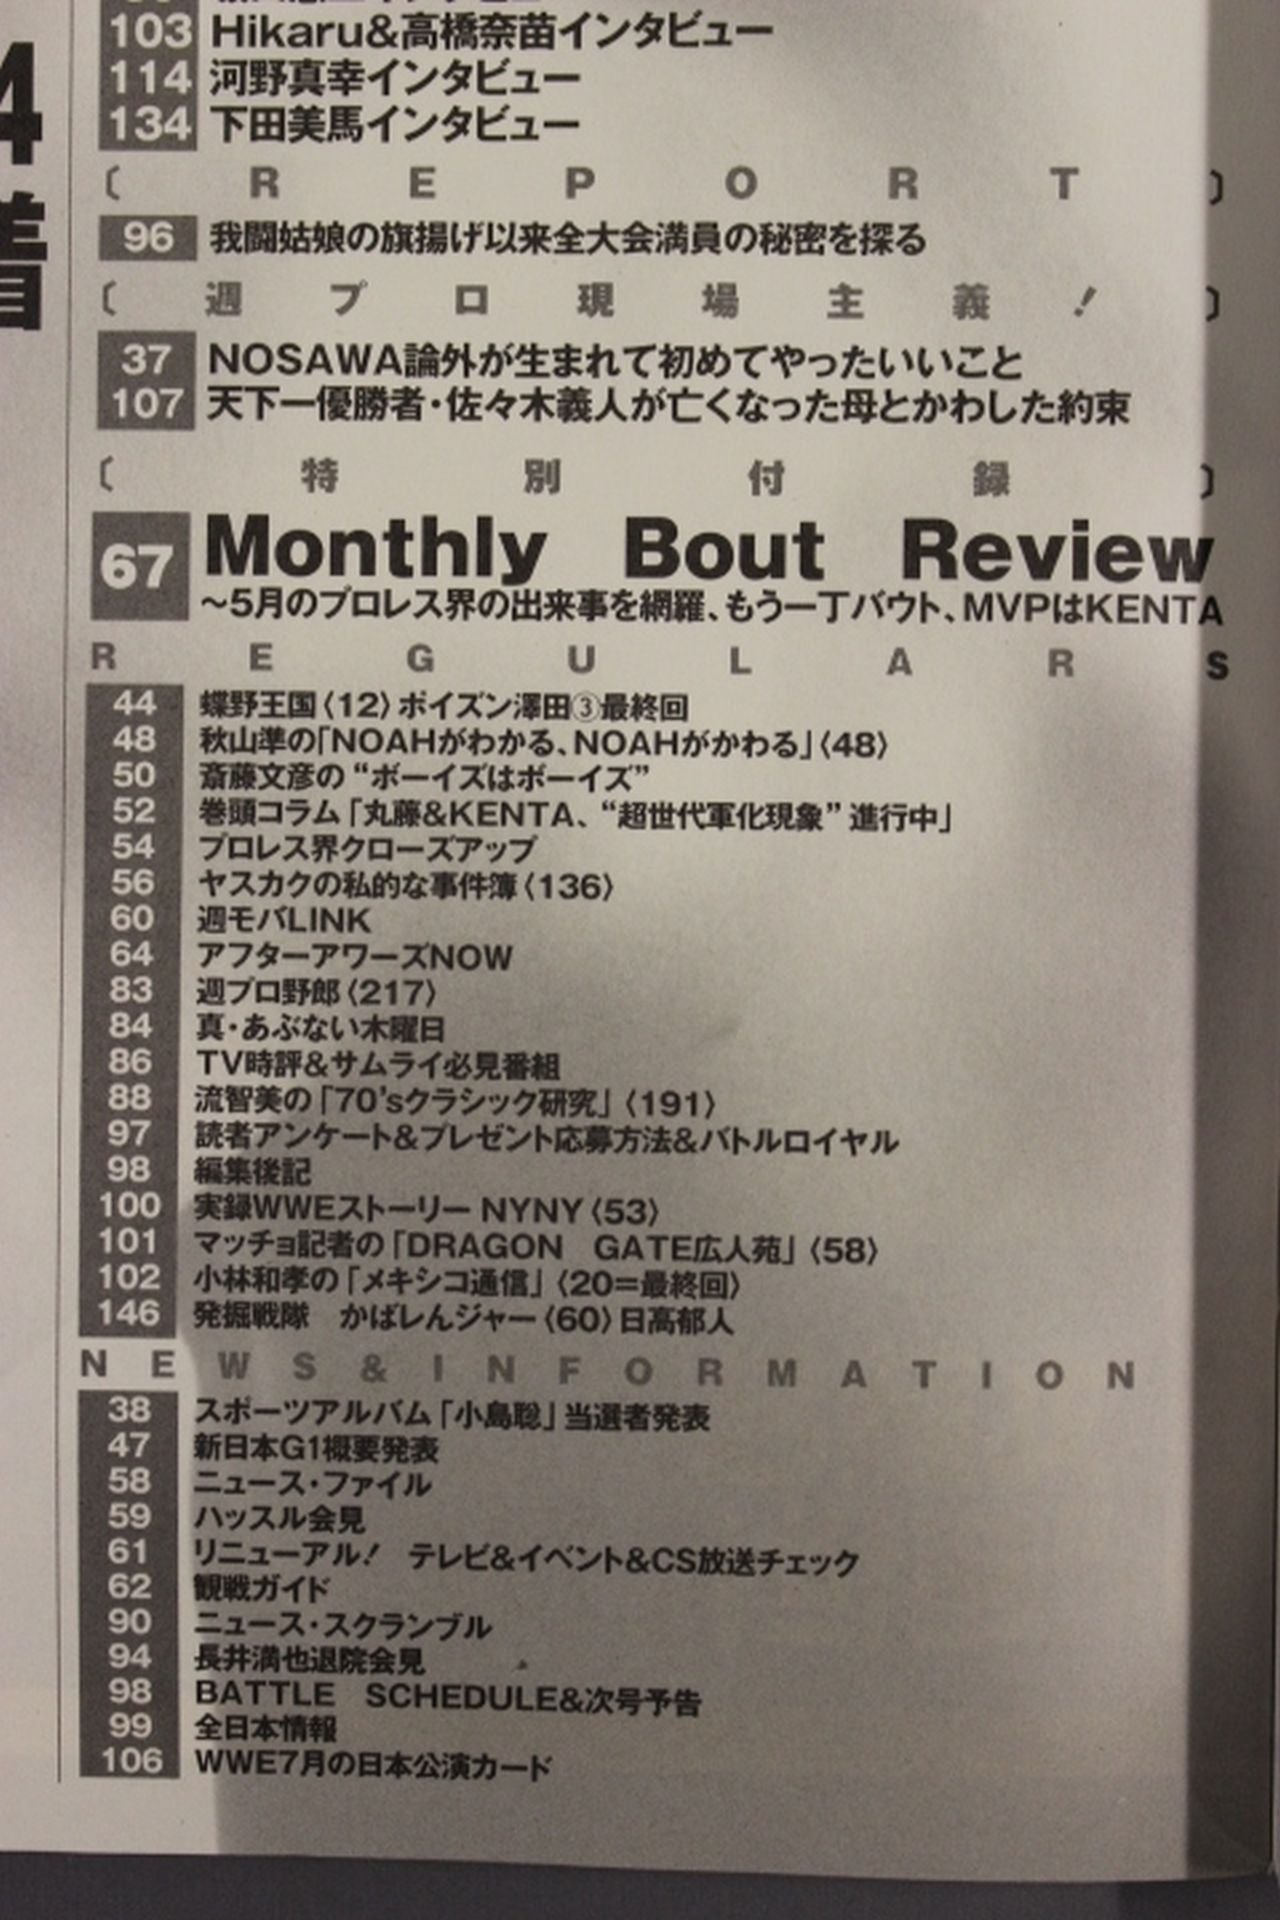 103 Hikaru&高橋奈苗インタビュー
114 河野真幸インタビュー
134 下田美馬インタビュー
〔REPORT〕
96 我闘姑娘の旗揚げ以来全大会満員の秘密を探る
〔週プロ現場主義!〕
37 NOSAWA論外が生まれて初めてやったいいこと
107 天下一優勝者・佐々木義人が亡くなった母とかわした約束
〔特別付録〕
67 Monthly Bout Review
〜5月のプロレス界の出来事を網羅、もう一丁バウト、MVPはKENTA
REGULARS
44 蝶野王国〈12〉ポイズン澤田③最終回
48 秋山準の「NOAHがわかる、NOAHがかわる」〈48〉
50 斎藤文彦の“ボーイズはボーイズ”
52 巻頭コラム「丸藤&KENTA、“超世代軍化現象”進行中」
54 プロレス界クローズアップ
56 ヤスカクの私的な事件簿〈136〉
60 週モバLINK
64 アフターアワーズNOW
83 週プロ野郎〈217〉
84 真・あぶない木曜日
86 TV時評&サムライ必見番組
88 流智美の「70'sクラシック研究」〈191〉
97 読者アンケート&プレゼント応募方法&バトルロイヤル
98 編集後記
100 実録WWEストーリー NYNY〈53〉
101 マッチョ記者の「DRAGON GATE広人苑」〈58〉
102 小林和孝の「メキシコ通信」〈20=最終回〉
146 発掘戦隊 かばれんジャー〈60〉日高郁人
NEWS&INFORMATION
38 スポーツアルバム「小島聡」当選者発表
47 新日本G1概要発表
58 ニュース・ファイル
59 ハッスル会見
61 リニューアル! テレビ&イベント&CS放送チェック
62 観戦ガイド
90 ニュース・スクランブル
94 長井満也退院会見
98 BATTLE SCHEDULE&次号予告
99 全日本情報
106 WWE7月の日本公演カード